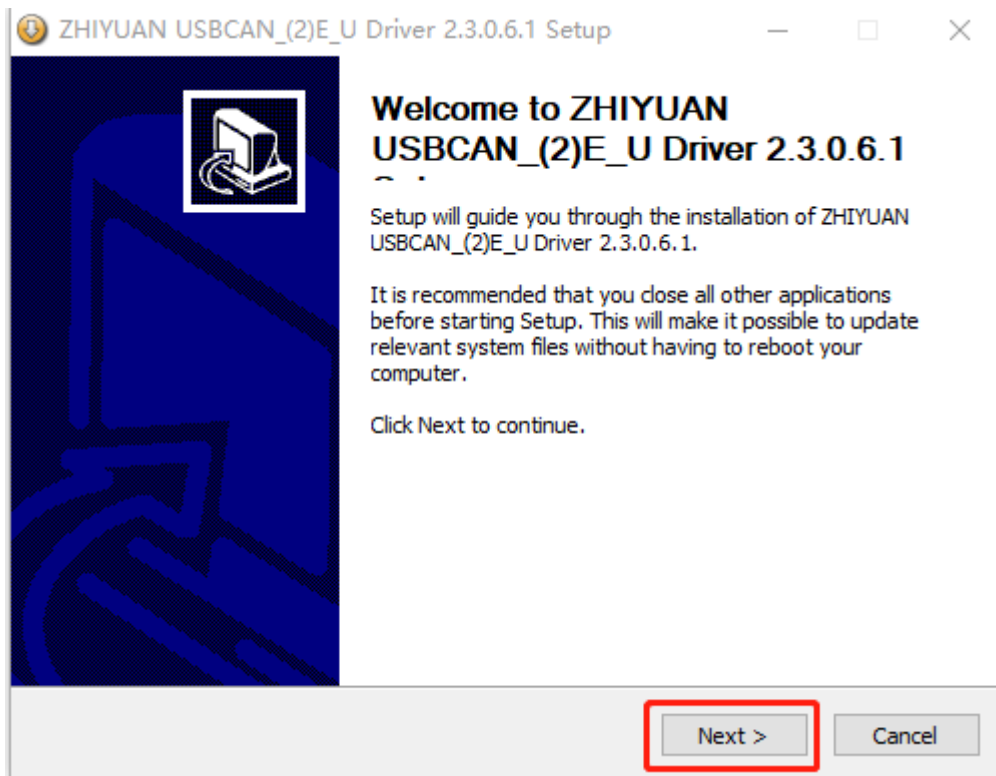 ZHIYUAN USBCAN_(2)E_U Driver 2.3.0.6.1 Setup
Welcome to ZHIYUAN
USBCAN_(2)E_U Driver 2.3.0.6.1
Setup will guide you through the installation of ZHIYUAN
USBCAN_(2)E_U Driver 2.3.0.6.1.
It is recommended that you close all other applications
before starting Setup. This will make it possible to update
relevant system files without having to reboot your
computer.
Click Next to continue.
Next >
Cancel